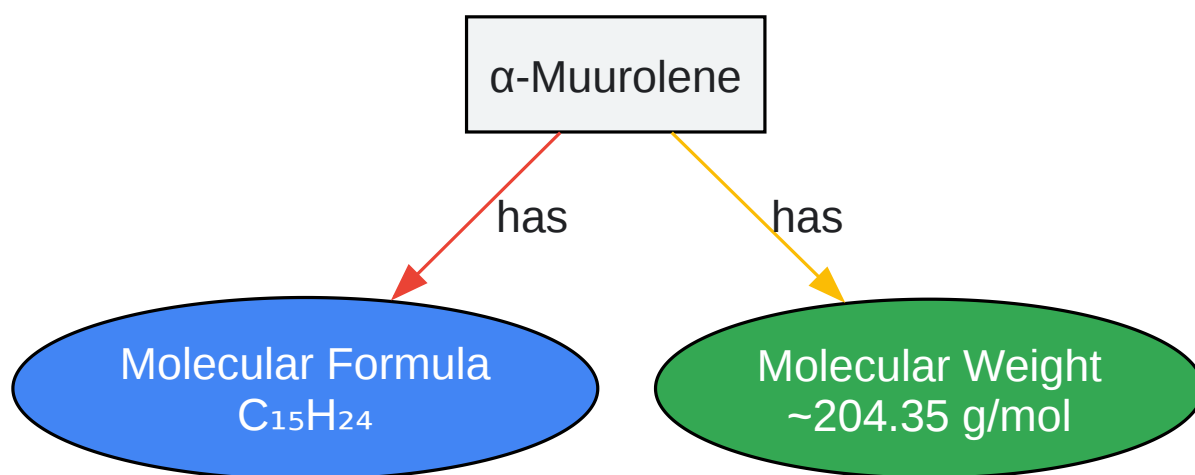 α-Muurolene
has
has
Molecular Formula
C₁₅H₂₄
Molecular Weight
~204.35 g/mol